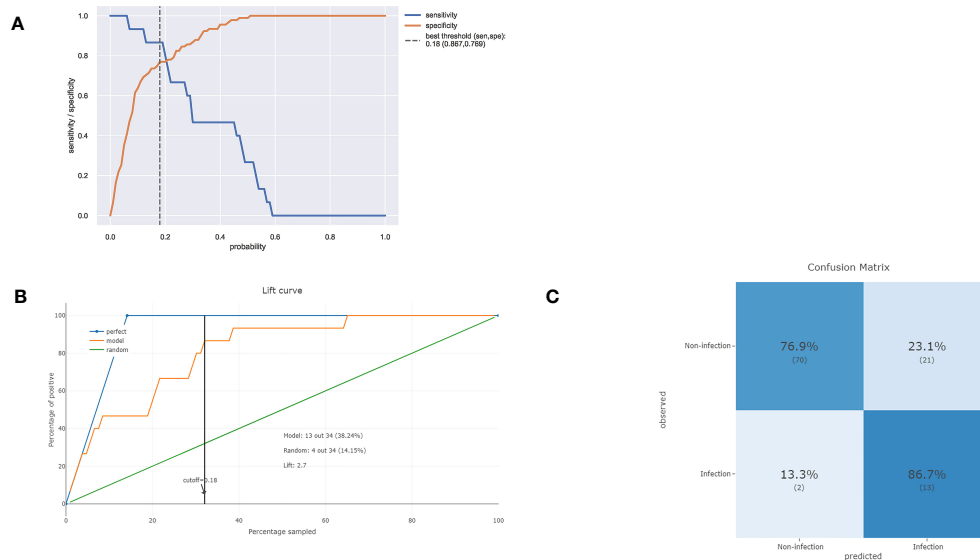 A
1.0
0.8
0.6
0.4
0.2
0.0
sensitivity / specificity
0.0 0.2 0.4 0.6 0.8 1.0
probability
sensitivity
specificity
best threshold (sen,spe):
0.18 (0.867,0.769)
B
Lift curve
100
80
60
40
20
0
Percentage of positive
perfect
model
random
Model: 13 out 34 (38.24%)
Random: 4 out 34 (14.15%)
Lift: 2.7
cutoff=0.18
0 20 40 60 80 100
Percentage sampled
C
Confusion Matrix
Non-infection
Infection
observed
76.9%
(70)
23.1%
(21)
13.3%
(2)
86.7%
(13)
Non-infection Infection
predicted